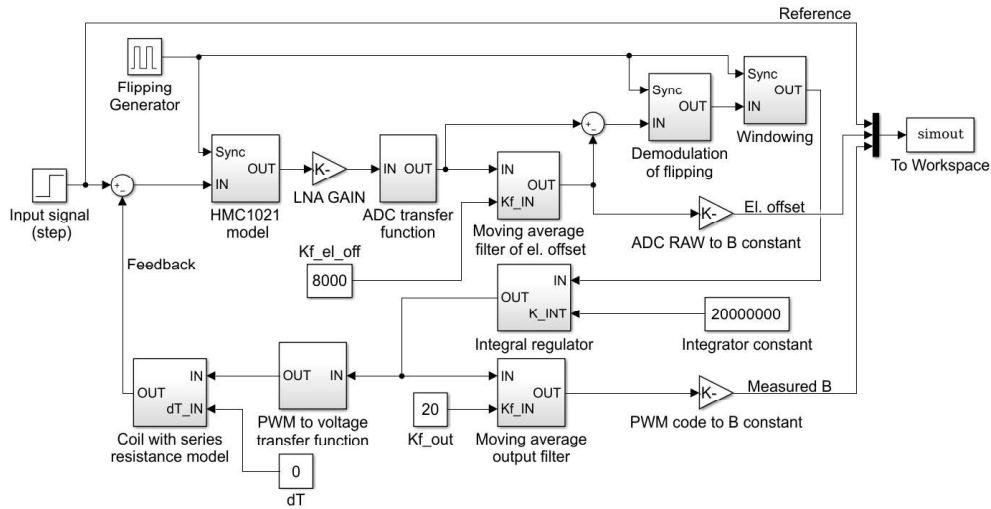 Reference
Flipping
Generator
Sync
OUT
IN
Windowing
Sync
OUT
IN
Demodulation
of flipping
simout
To Workspace
Input signal
(step)
+
-
Sync
OUT
IN
HMC1021
model
K-
LNA GAIN
IN OUT
ADC transfer
function
IN
OUT
Kf_IN
Moving average
filter of el. offset
+
-
K-
El. offset
ADC RAW to B constant
Kf_el_off
8000
Feedback
IN
OUT
K_INT
Integral regulator
20000000
Integrator constant
IN
OUT
dT_IN
Coil with series
resistance model
OUT IN
PWM to voltage
transfer function
20
Kf_out
IN
OUT
Kf_IN
Moving average
output filter
K-
Measured B
PWM code to B constant
0
dT